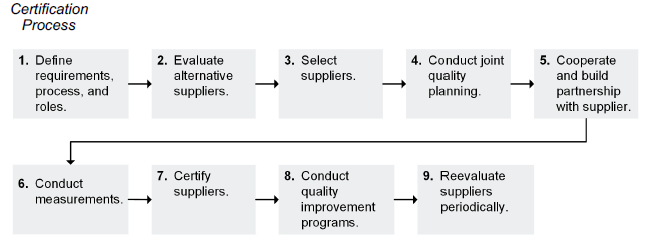 Certification
Process
1. Define
requirements,
process, and
roles.
2. Evaluate
alternative
suppliers.
3. Select
suppliers.
4. Conduct joint
quality
planning.
5. Cooperate
and build
partnership
with supplier.
6. Conduct
measurements.
7. Certify
suppliers.
8. Conduct
quality
improvement
programs.
9. Reevaluate
suppliers
periodically.